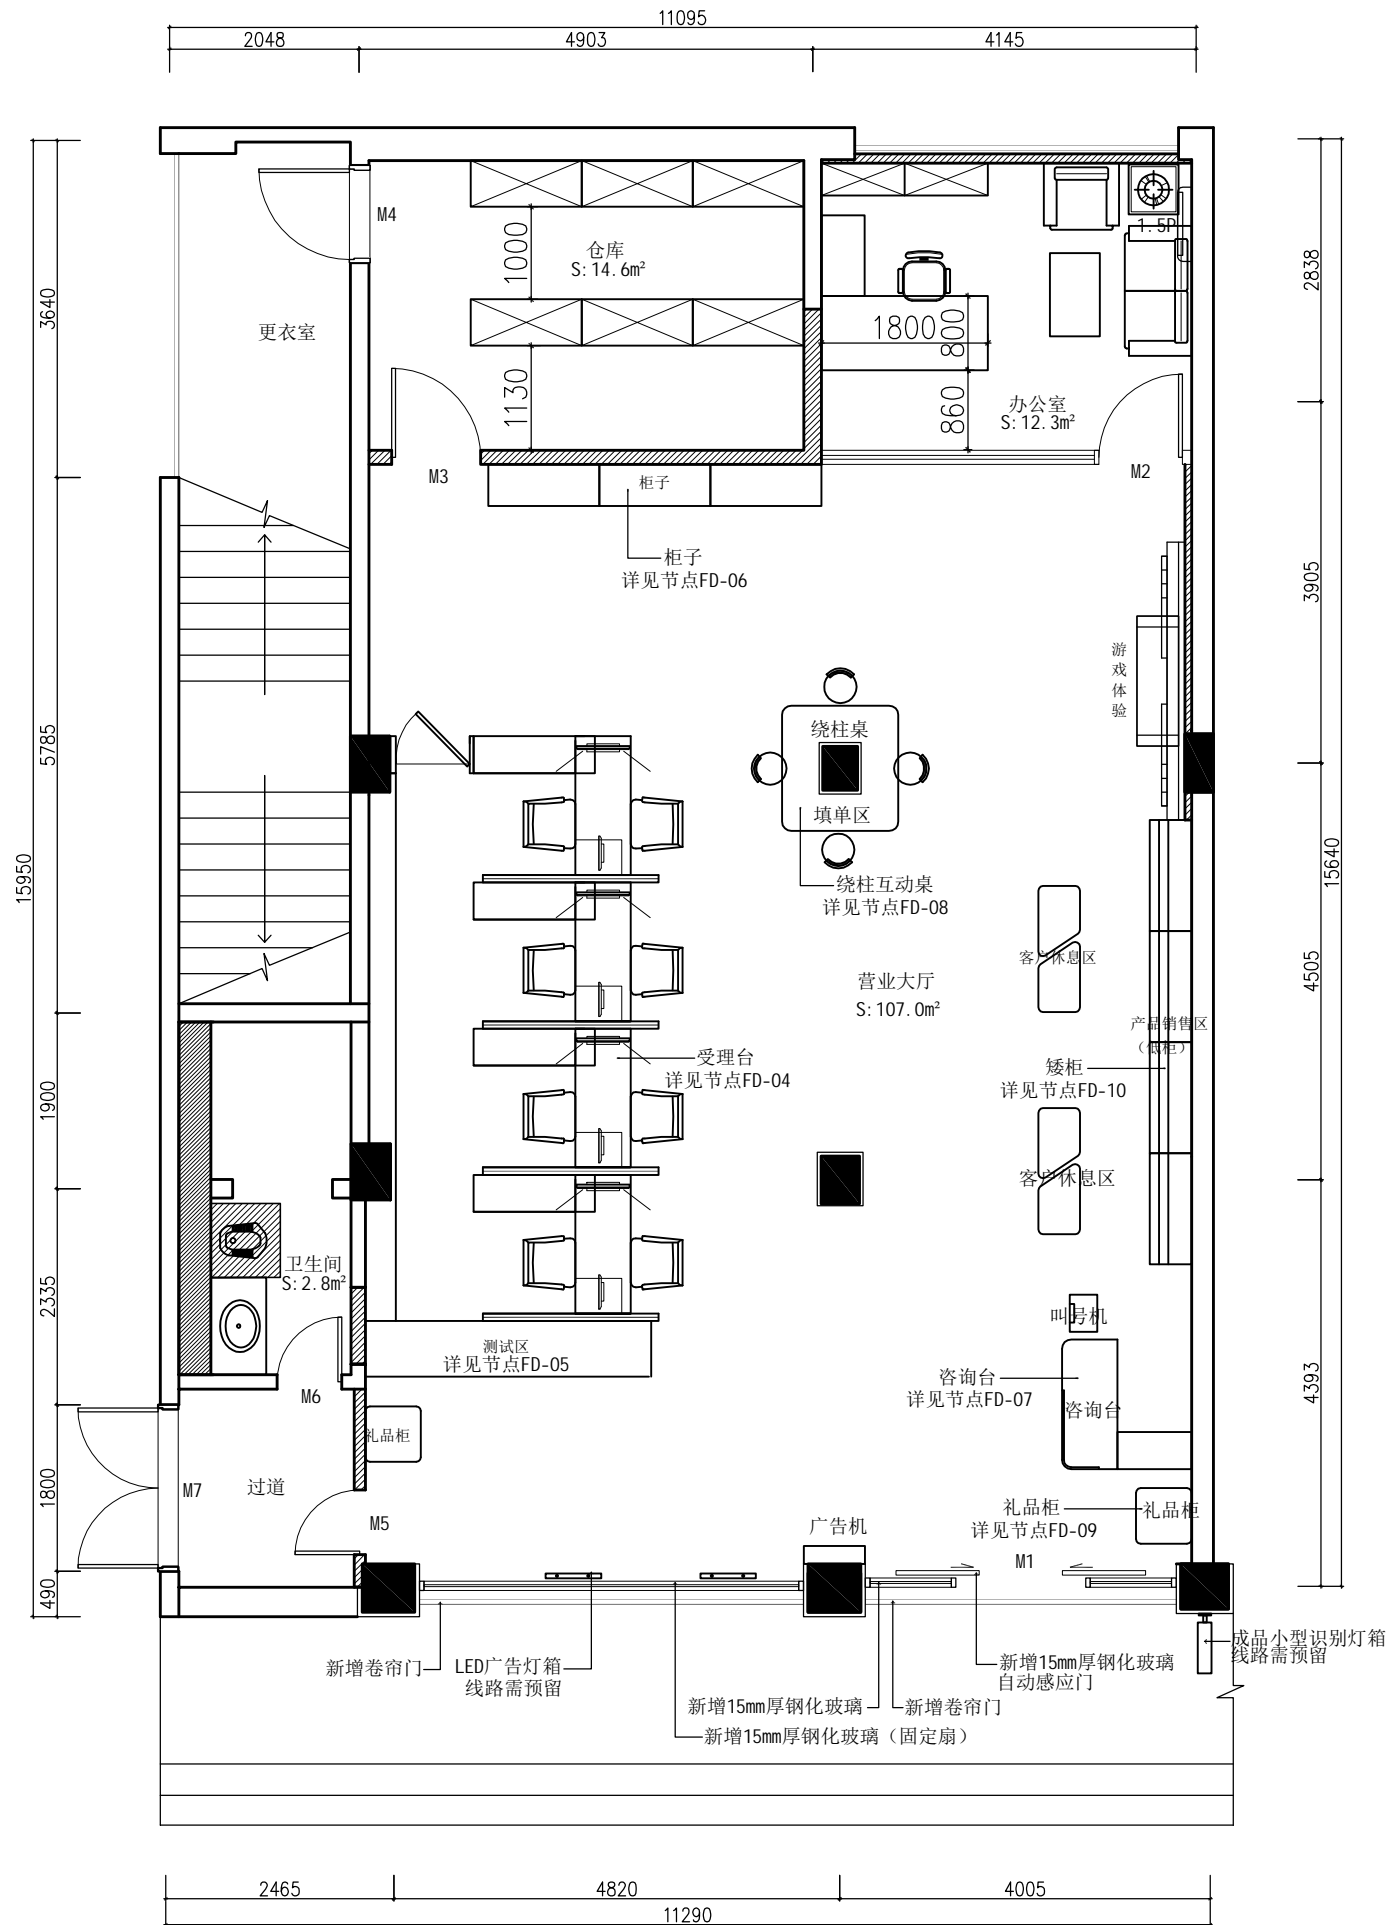 11095
2048
4903
4145
M4
仓库
S:14.6m²
1000
1130
1.5P
1800
800
860
办公室
S:12.3m²
更衣室
M3
M2
柜子
柜子
详见节点FD-06
3640
5785
15950
1900
2335
1800
490
2838
3905
15640
4505
4393
游
戏
体
验
绕柱桌
填单区
绕柱互动桌
详见节点FD-08
客户休息区
营业大厅
S:107.0m²
产品销售区
（低柜）
受理台
详见节点FD-04
矮柜
详见节点FD-10
客户休息区
卫生间
S:2.8m²
叫号机
测试区
详见节点FD-05
咨询台
详见节点FD-07
咨询台
M6
礼品柜
过道
M7
M5
礼品柜
详见节点FD-09
礼品柜
广告机
M1
新增卷帘门
LED广告灯箱
线路需预留
新增15mm厚钢化玻璃
自动感应门
成品小型识别灯箱
线路需预留
新增15mm厚钢化玻璃
新增卷帘门
新增15mm厚钢化玻璃（固定扇）
2465
4820
4005
11290